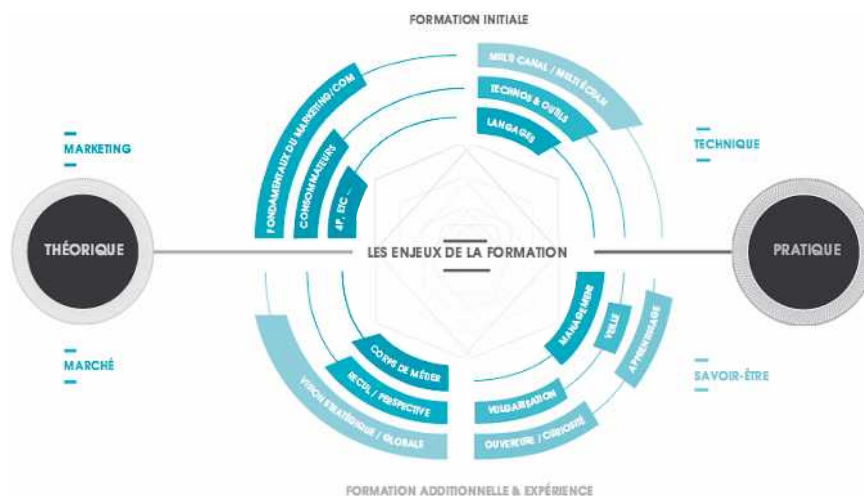 FORMATION INITIALE
FONDAMENTAUX DU MARKETING/COM
CONSOMMATEURS
4P, ETC ...
MULTI CANAL / MULTI ÉCRAN
TECHNOS & OUTILS
LANGAGES
MARKETING
TECHNIQUE
THÉORIQUE
LES ENJEUX DE LA FORMATION
PRATIQUE
MARCHÉ
SAVOIR-ÊTRE
CORPS DE MÉTIER
RECUL / PERSPECTIVE
VISION STRATÉGIQUE / GLOBALE
MANAGEMENT
VEILLE
APPRENTISSAGE
VULGARISATION
OUVERTURE / CURIOSITÉ
FORMATION ADDITIONNELLE & EXPÉRIENCE